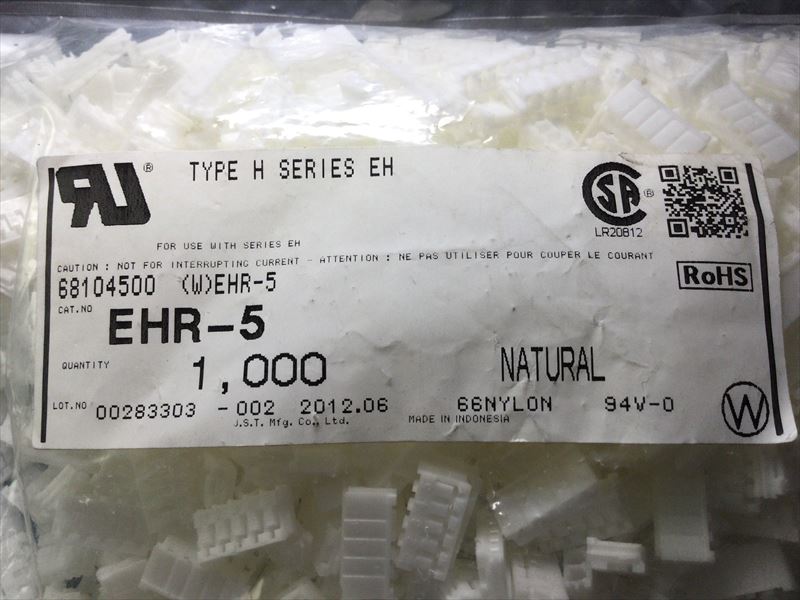 TYPE H SERIES EH
LR20812
FOR USE WITH SERIES EH
CAUTION : NOT FOR INTERRUPTING CURRENT - ATTENTION : NE PAS UTILISER POUR COUPER LE COURANT
68104500 (W)EHR-5
RoHS
CAT.NO
EHR-5
QUANTITY 1,000 NATURAL
LOT.NO 00283303 -002 2012.06 66NYLON 94V-0
J.S.T. Mfg. Co., Ltd. MADE IN INDONESIA
W